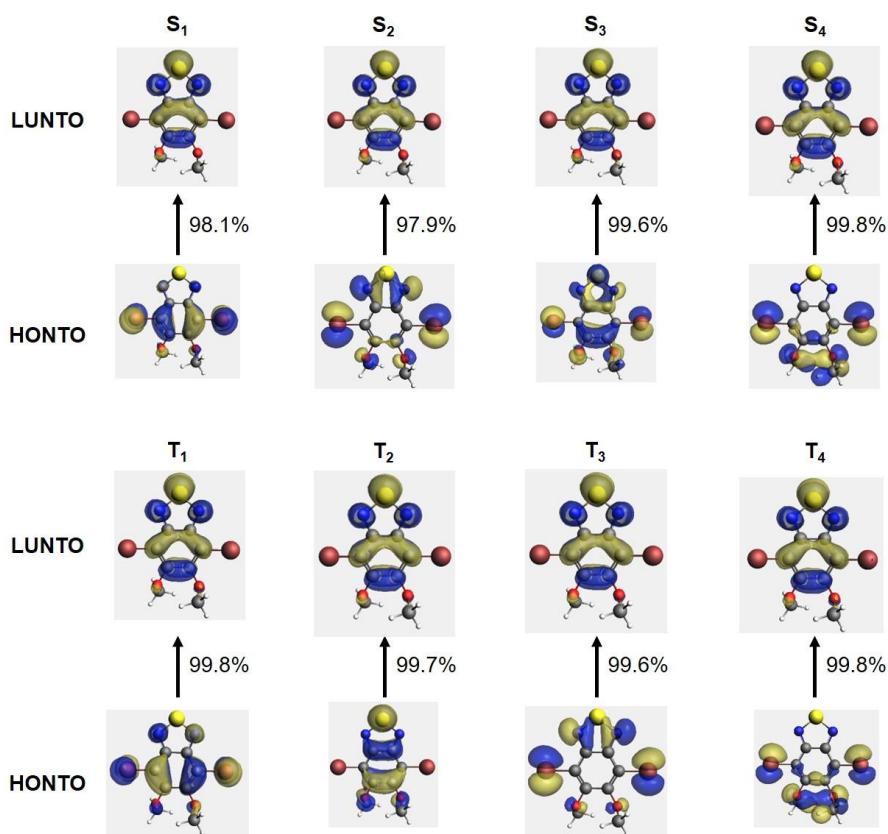 S₁ S₂ S₃ S₄
LUNTO
98.1% 97.9% 99.6% 99.8%
HONTO
T₁ T₂ T₃ T₄
LUNTO
99.8% 99.7% 99.6% 99.8%
HONTO